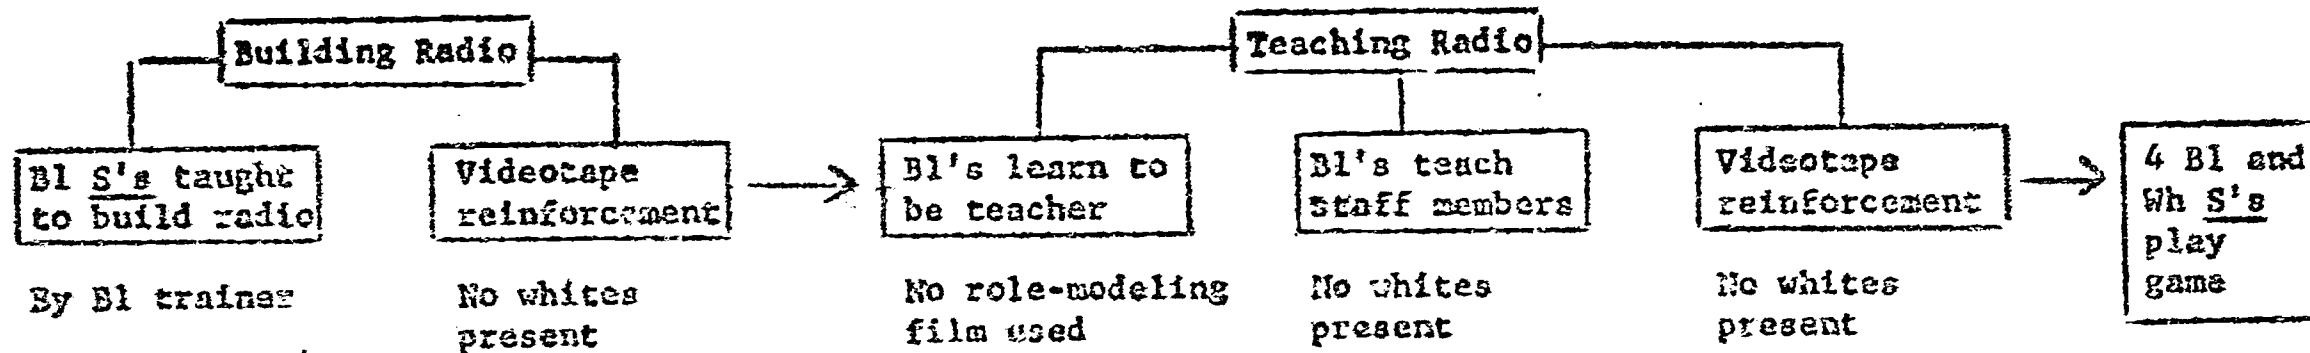 Building Radio
Teaching Radio
Bl S's taught
to build radio
By Bl trainer
Videotape
reinforcement
No whites
present
Bl's learn to
be teacher
No role-modeling
film used
Bl's teach
staff members
No whites
present
Videotape
reinforcement
No whites
present
4 Bl and
Wh S's
play
game